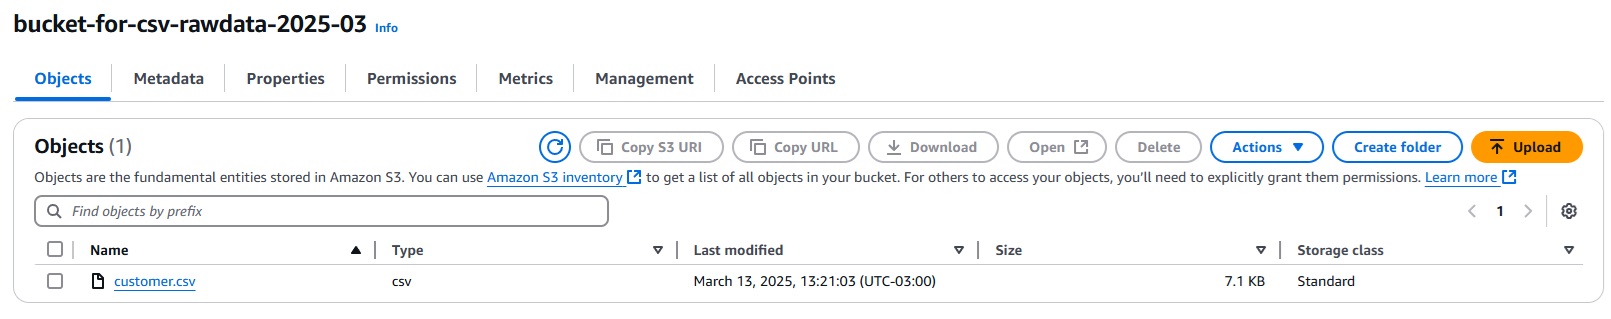 bucket-for-csv-rawdata-2025-03 Info
Objects Metadata Properties Permissions Metrics Management Access Points
Objects (1) Copy S3 URI Copy URL Download Open Delete Actions Create folder Upload
Objects are the fundamental entities stored in Amazon S3. You can use Amazon S3 inventory to get a list of all objects in your bucket. For others to access your objects, you’ll need to explicitly grant them permissions. Learn more
Find objects by prefix 1
Name Type Last modified Size Storage class
customer.csv csv March 13, 2025, 13:21:03 (UTC-03:00) 7.1 KB Standard